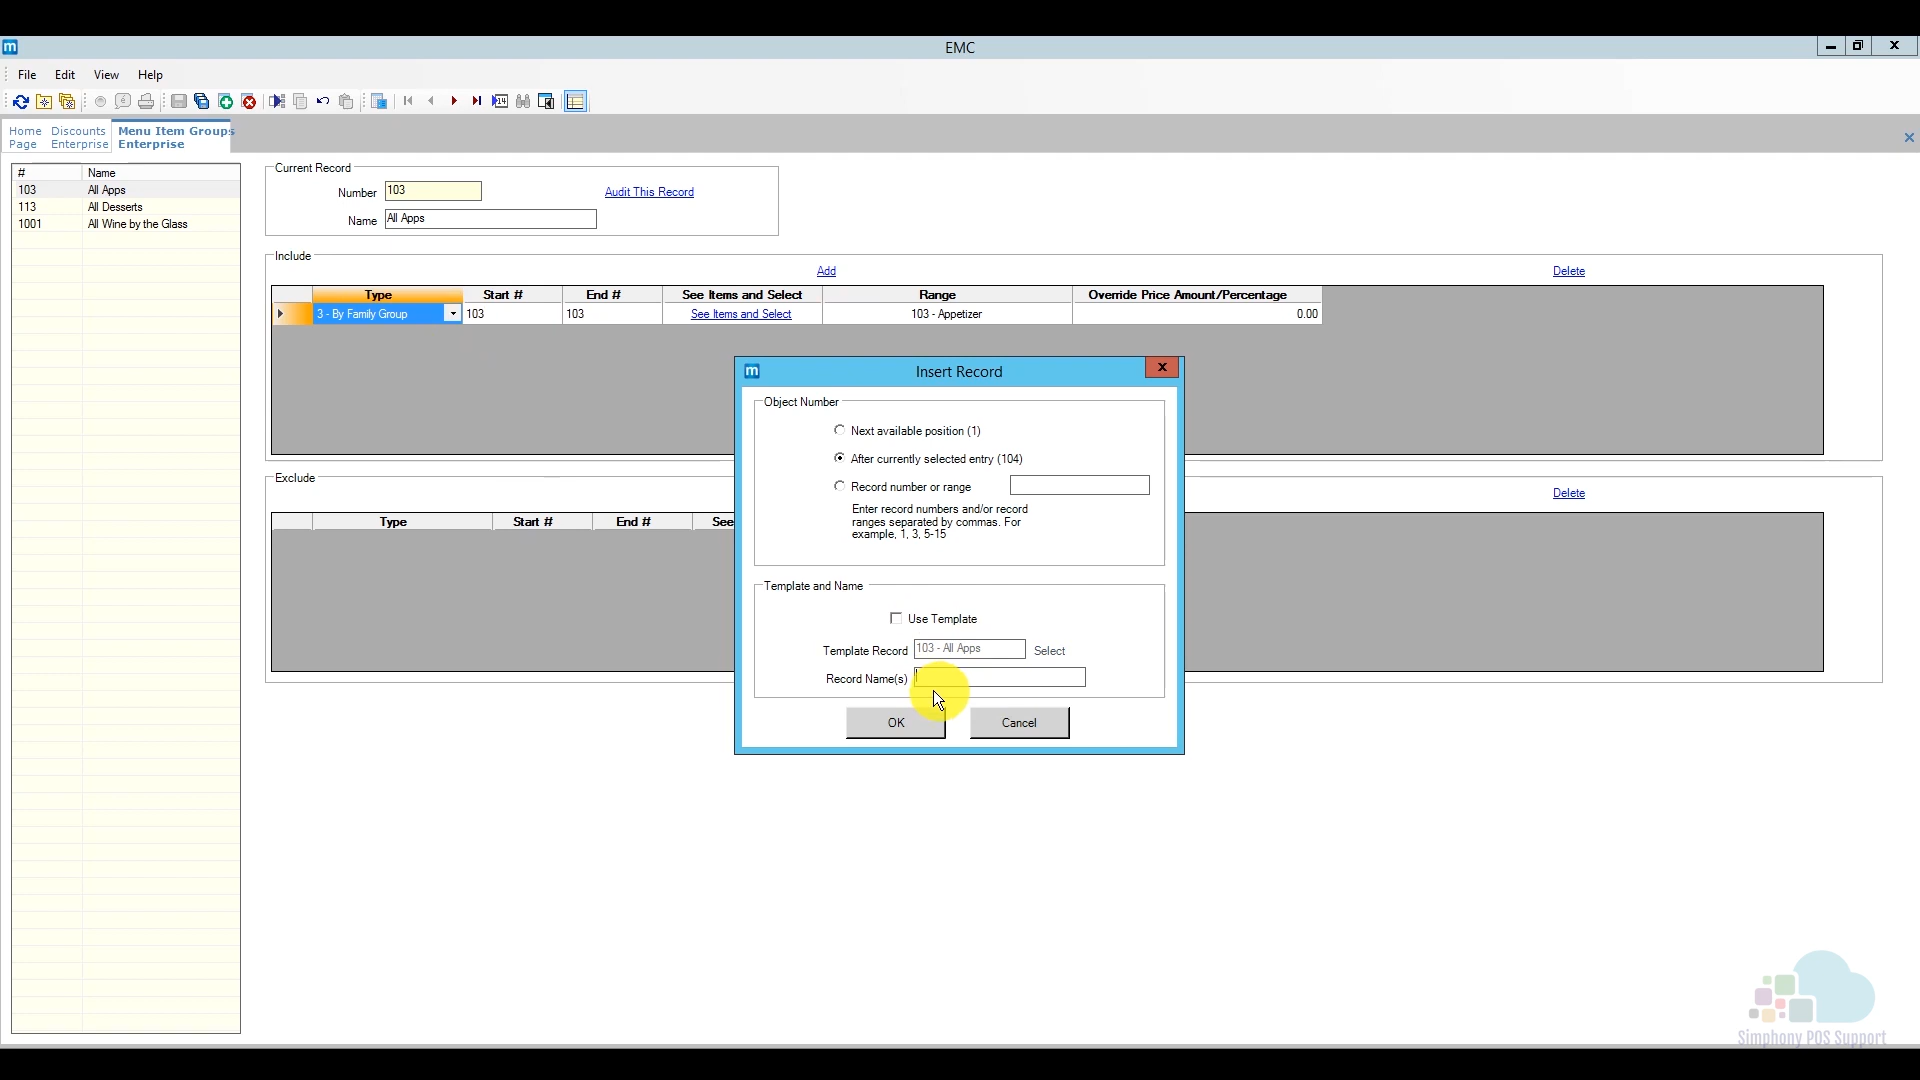 EMC
File Edit View Help
Home Page
Discounts Enterprise
Menu Item Groups Enterprise
# Name
103 All Apps
113 All Desserts
1001 All Wine by the Glass
Current Record
Number 103 Audit This Record
Name All Apps
Include
Add Delete
Type Start # End # See Items and Select Range Override Price Amount/Percentage
3 - By Family Group 103 103 See Items and Select 103 - Appetizer 0.00
Exclude
Delete
Type Start # End # See
Insert Record
Object Number
Next available position (1)
After currently selected entry (104)
Record number or range
Enter record numbers and/or record
ranges separated by commas. For
example, 1, 3, 5-15
Template and Name
Use Template
Template Record 103 - All Apps Select
Record Name(s)
OK Cancel
Simphony POS Support